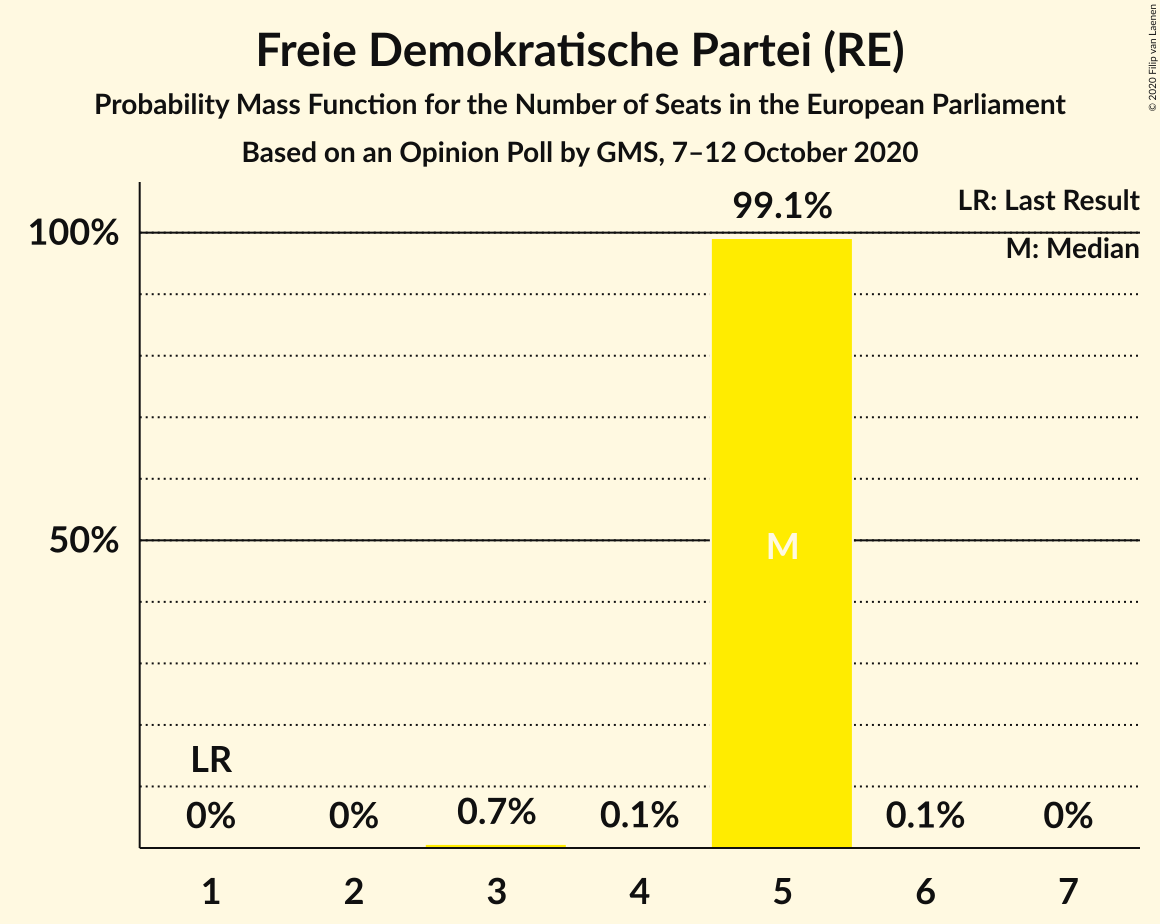 Freie Demokratische Partei (RE)
Probability Mass Function for the Number of Seats in the European Parliament
Based on an Opinion Poll by GMS, 7–12 October 2020
© 2020 Filip van Laenen
LR: Last Result
M: Median
99.1%
100%
50%
M
LR
0%
0%
0.7%
0.1%
0.1%
0%
1 2 3 4 5 6 7